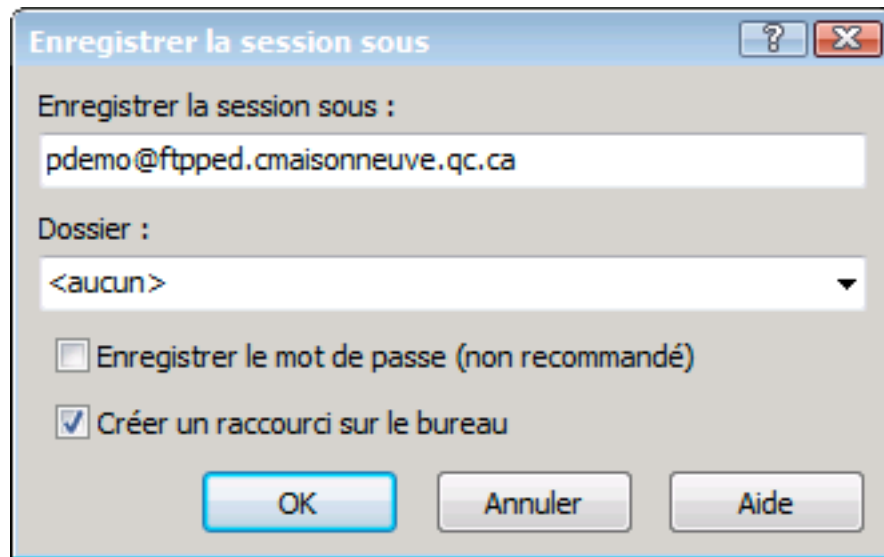 Enregistrer la session sous
Enregistrer la session sous :
pdemo@ftpped.cmaisonneuve.qc.ca
Dossier :
<aucun>
Enregistrer le mot de passe (non recommandé)
Créer un raccourci sur le bureau
OK Annuler Aide